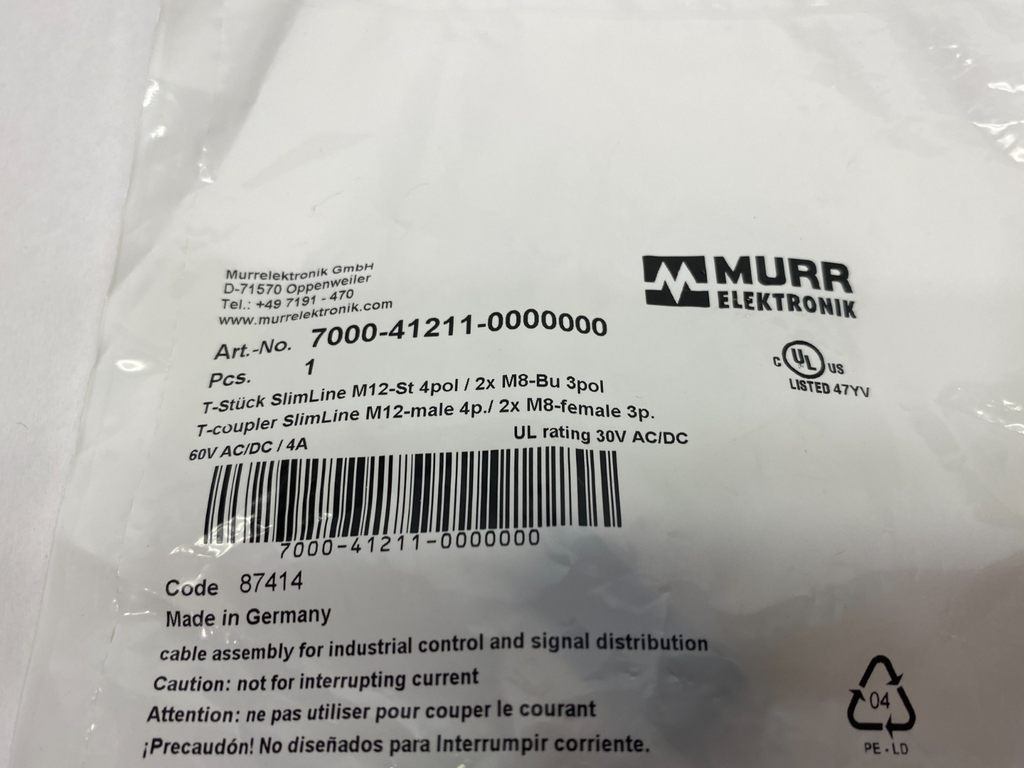 Murrelektronik GmbH
D-71570 Oppenweiler
Tel.: +49 7191 - 470
www.murrelektronik.com
MURR
ELEKTRONIK
Art.-No. 7000-41211-0000000
Pcs. 1
C UL US
LISTED 47YV
T-Stück SlimLine M12-St 4pol / 2x M8-Bu 3pol
T-coupler SlimLine M12-male 4p./ 2x M8-female 3p.
60V AC/DC / 4A UL rating 30V AC/DC
7000-41211-0000000
Code 87414
Made in Germany
cable assembly for industrial control and signal distribution
Caution: not for interrupting current
Attention: ne pas utiliser pour couper le courant
¡Precaudón! No diseñados para Interrumpir corriente.
04
PE-LD